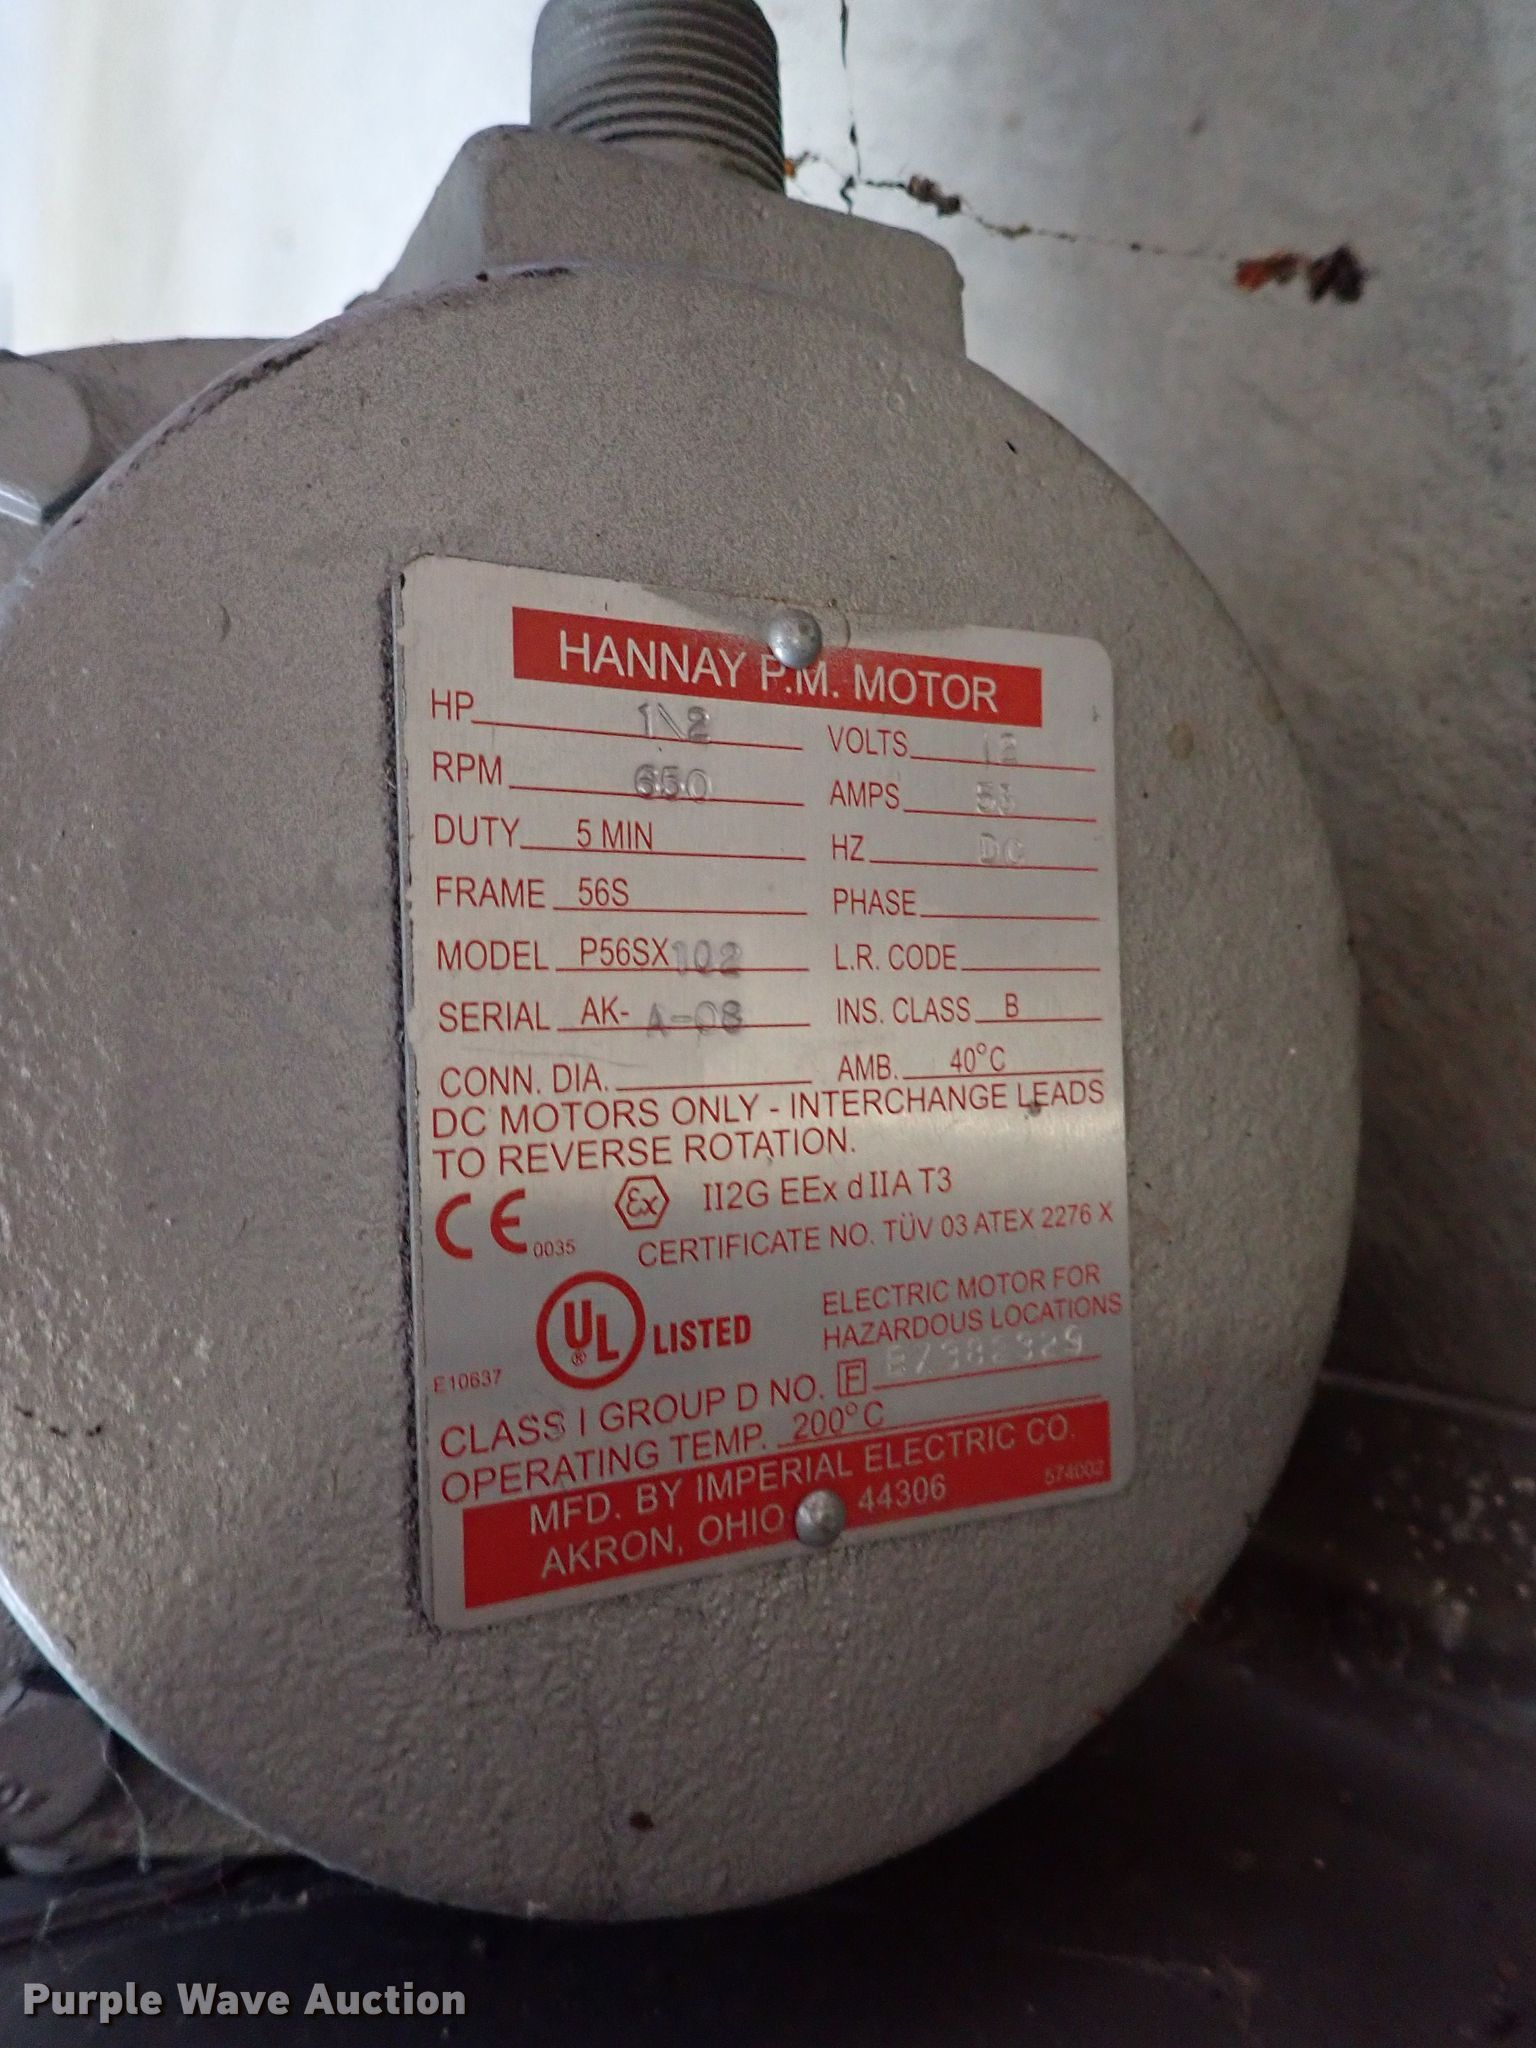 HANNAY P.M. MOTOR
HP 1\2 VOLTS 12
RPM 650 AMPS
DUTY 5 MIN HZ DC
FRAME 56S PHASE
MODEL P56SX102 L.R. CODE
SERIAL AK- A-08 INS. CLASS B
CONN. DIA. AMB. 40°C
DC MOTORS ONLY - INTERCHANGE LEADS
TO REVERSE ROTATION.
CE 0035 Ex II2G EEx d IIA T3
CERTIFICATE NO. TÜV 03 ATEX 2276 X
E10637 UL ® LISTED
ELECTRIC MOTOR FOR
HAZARDOUS LOCATIONS
CLASS I GROUP D NO. E
OPERATING TEMP. 200°C
MFD. BY IMPERIAL ELECTRIC CO.
AKRON, OHIO 44306 574002
Purple Wave Auction